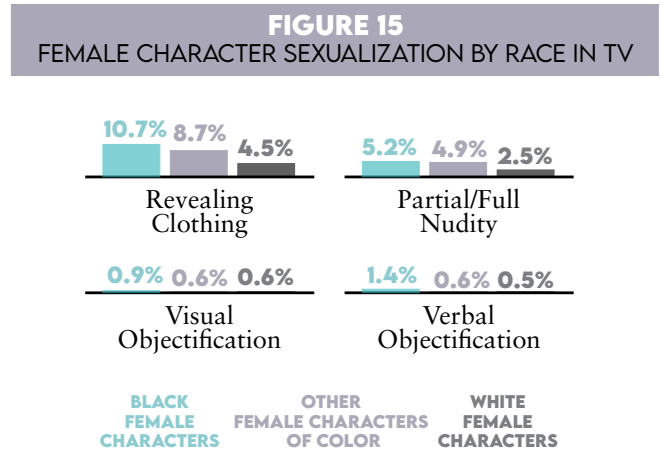 FIGURE 15
FEMALE CHARACTER SEXUALIZATION BY RACE IN TV
10.7% 8.7% 4.5%
Revealing
Clothing
5.2% 4.9% 2.5%
Partial/Full
Nudity
0.9% 0.6% 0.6%
Visual
Objectification
1.4% 0.6% 0.5%
Verbal
Objectification
BLACK
FEMALE
CHARACTERS
OTHER
FEMALE CHARACTERS
OF COLOR
WHITE
FEMALE
CHARACTERS